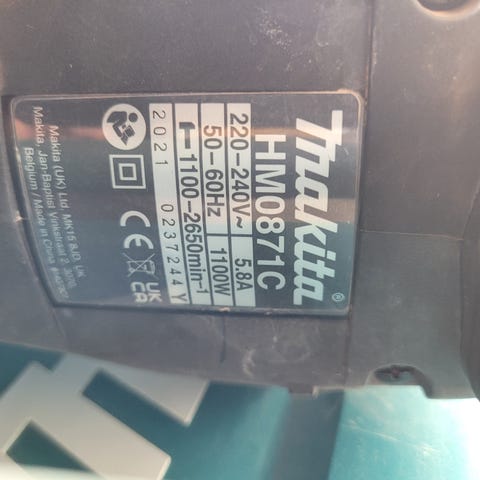 makita®
HM0871C
220-240V~ 5.8A
50-60Hz 1100W
1100-2650min-1
2021 0237244 Y
CE UK CA
Makita (UK) Ltd. MK15 8JD, UK
Makita, Jan-Baptist Vinkstraat 2, 3070,
Belgium / Made in China